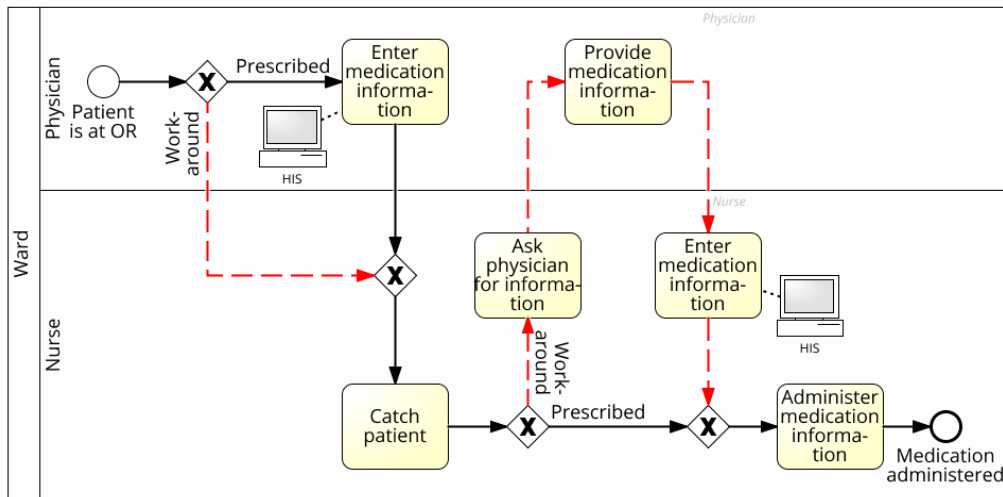 Ward
Physician
Physician
Patient
is at OR
Prescribed
Work-
around
Enter
medication
informa-
tion
HIS
Provide
medication
informa-
tion
Nurse
Nurse
Ask
physician
for informa-
tion
Work-
around
Enter
medication
informa-
tion
HIS
Catch
patient
Prescribed
Administer
medication
informa-
tion
Medication
administered